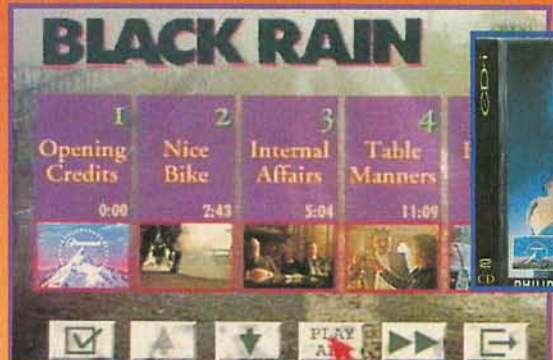 BLACK RAIN
1
Opening
Credits
0:00
2
Nice
Bike
2:43
3
Internal
Affairs
5:04
4
Table
Manners
11:09
Paramount
PLAY
CD